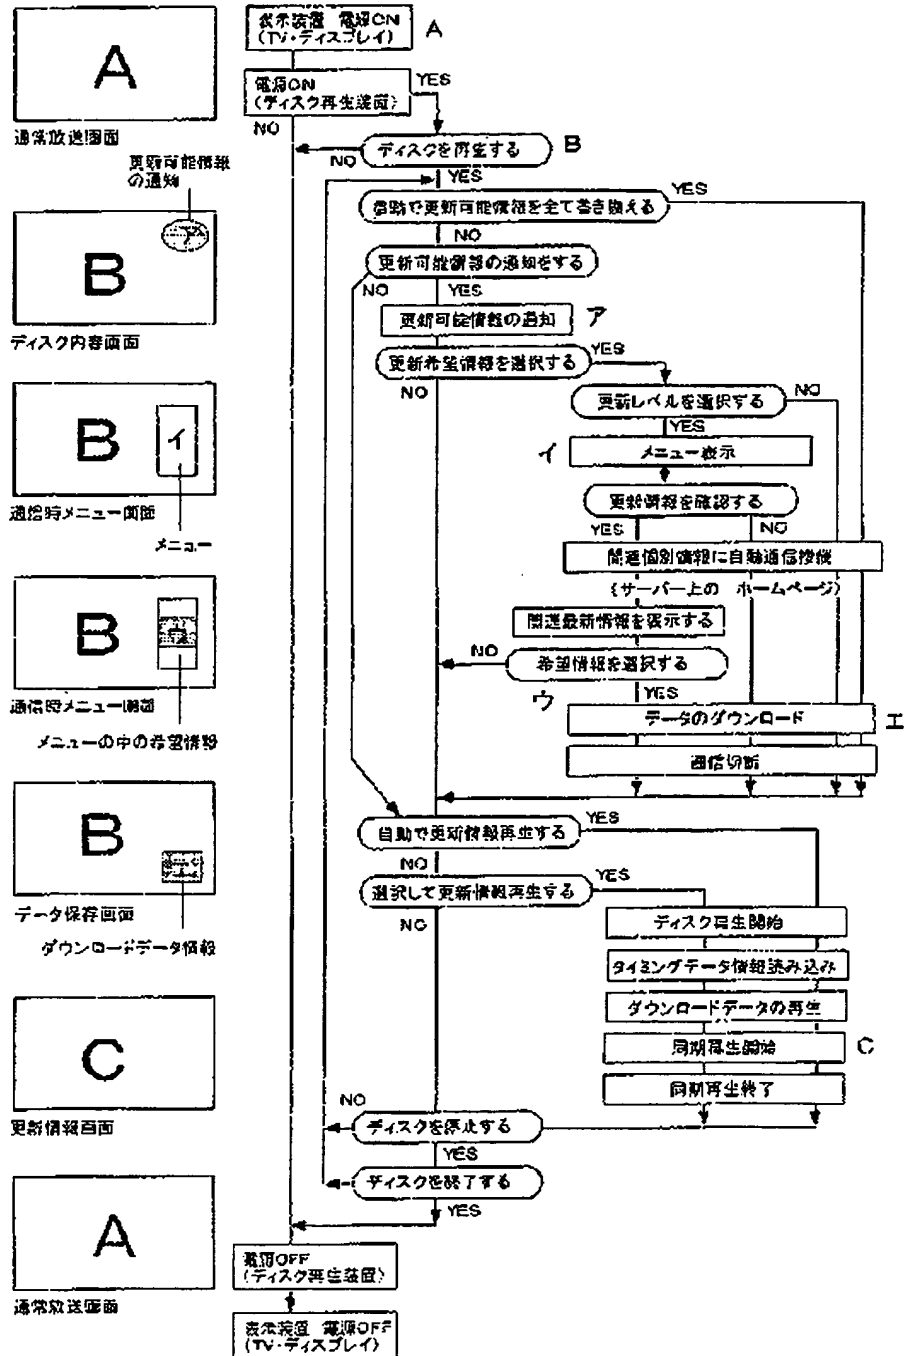 A
通常放送画面
更新可能情報
の通知
B
ディスク内容画面
B
イ
通信時メニュー画面
メニュー
B
通信時メニュー画面
メニューの中の希望情報
B
データ保存画面
ダウンロードデータ情報
C
更新情報画面
A
通常放送画面
表示装置 電源ON
(TV・ディスプレイ)
A
電源ON
(ディスク再生装置)
YES
NO
ディスクを再生する
B
NO
YES
自動で更新可能情報を全て書き換える
YES
NO
更新可能情報の通知をする
NO
YES
更新可能情報の通知
ア
更新希望情報を選択する
YES
NO
更新レベルを選択する
NO
YES
イ
メニュー表示
更新情報を確認する
YES
NO
関連個別情報に自動通信接続
(サーバー上の ホームページ)
関連最新情報を表示する
NO
希望情報を選択する
ウ
YES
データのダウンロード
エ
通信切断
自動で更新情報再生する
YES
NO
選択して更新情報再生する
YES
NO
ディスク再生開始
タイミングデータ情報読み込み
ダウンロードデータの再生
同期再生開始
C
同期再生終了
NO
ディスクを停止する
YES
ディスクを終了する
YES
電源OFF
(ディスク再生装置)
表示装置 電源OFF
(TV・ディスプレイ)